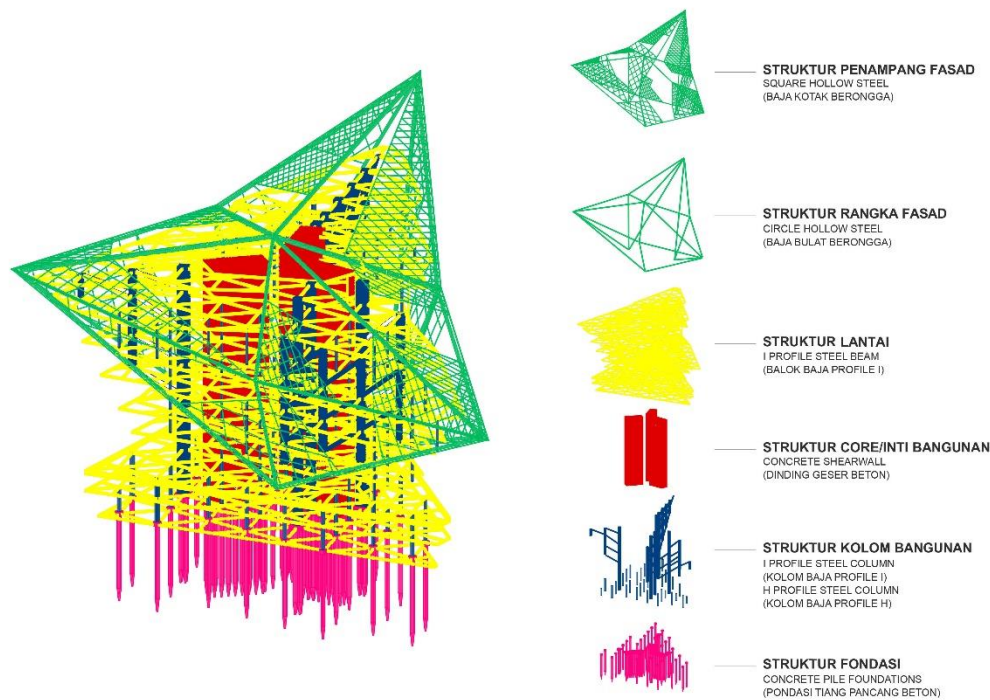 STRUKTUR PENAMPANG FASAD
SQUARE HOLLOW STEEL
(BAJA KOTAK BERONGGA)
STRUKTUR RANGKA FASAD
CIRCLE HOLLOW STEEL
(BAJA BULAT BERONGGA)
STRUKTUR LANTAI
I PROFILE STEEL BEAM
(BALOK BAJA PROFILE I)
STRUKTUR CORE/INTI BANGUNAN
CONCRETE SHEARWALL
(DINDING GESER BETON)
STRUKTUR KOLOM BANGUNAN
I PROFILE STEEL COLUMN
(KOLOM BAJA PROFILE I)
H PROFILE STEEL COLUMN
(KOLOM BAJA PROFILE H)
STRUKTUR FONDASI
CONCRETE PILE FOUNDATIONS
(PONDASI TIANG PANCANG BETON)